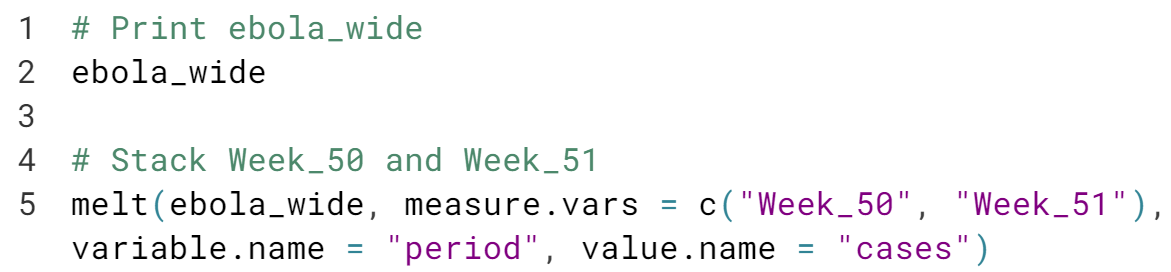 1 # Print ebola_wide
2 ebola_wide
3
4 # Stack Week_50 and Week_51
5 melt(ebola_wide, measure.vars = c("Week_50", "Week_51"),
variable.name = "period", value.name = "cases")